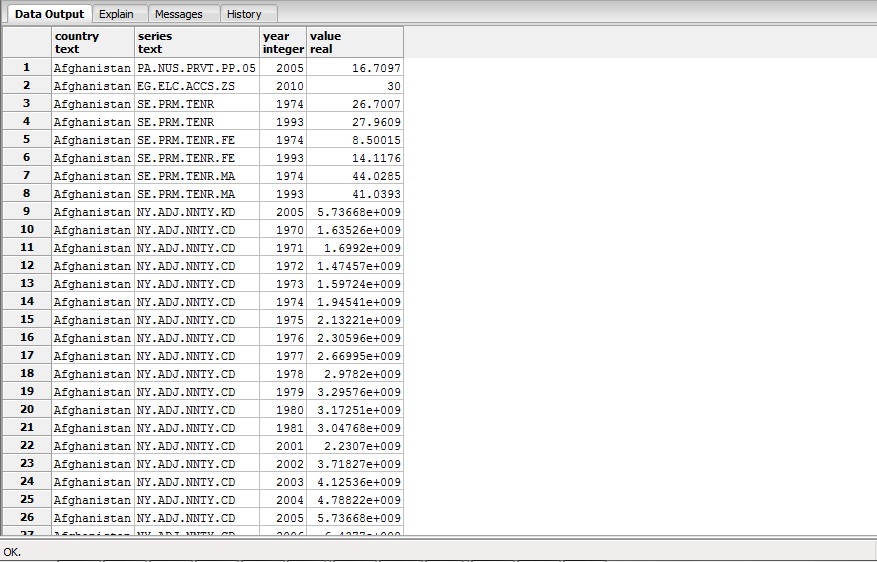 Data Output Explain Messages History
country series year value
text text integer real
1 Afghanistan PA.NUS.PRVT.PP.05 2005 16.7097
2 Afghanistan EG.ELC.ACCS.ZS 2010 30
3 Afghanistan SE.PRM.TENR 1974 26.7007
4 Afghanistan SE.PRM.TENR 1993 27.9609
5 Afghanistan SE.PRM.TENR.FE 1974 8.50015
6 Afghanistan SE.PRM.TENR.FE 1993 14.1176
7 Afghanistan SE.PRM.TENR.MA 1974 44.0285
8 Afghanistan SE.PRM.TENR.MA 1993 41.0393
9 Afghanistan NY.ADJ.NNTY.KD 2005 5.73668e+009
10 Afghanistan NY.ADJ.NNTY.CD 1970 1.63526e+009
11 Afghanistan NY.ADJ.NNTY.CD 1971 1.6992e+009
12 Afghanistan NY.ADJ.NNTY.CD 1972 1.47457e+009
13 Afghanistan NY.ADJ.NNTY.CD 1973 1.59724e+009
14 Afghanistan NY.ADJ.NNTY.CD 1974 1.94541e+009
15 Afghanistan NY.ADJ.NNTY.CD 1975 2.13221e+009
16 Afghanistan NY.ADJ.NNTY.CD 1976 2.30596e+009
17 Afghanistan NY.ADJ.NNTY.CD 1977 2.66995e+009
18 Afghanistan NY.ADJ.NNTY.CD 1978 2.9782e+009
19 Afghanistan NY.ADJ.NNTY.CD 1979 3.29576e+009
20 Afghanistan NY.ADJ.NNTY.CD 1980 3.17251e+009
21 Afghanistan NY.ADJ.NNTY.CD 1981 3.04768e+009
22 Afghanistan NY.ADJ.NNTY.CD 2001 2.2307e+009
23 Afghanistan NY.ADJ.NNTY.CD 2002 3.71827e+009
24 Afghanistan NY.ADJ.NNTY.CD 2003 4.12536e+009
25 Afghanistan NY.ADJ.NNTY.CD 2004 4.78822e+009
26 Afghanistan NY.ADJ.NNTY.CD 2005 5.73668e+009
27 Afghanistan NY.ADJ.NNTY.CD 2006
OK.